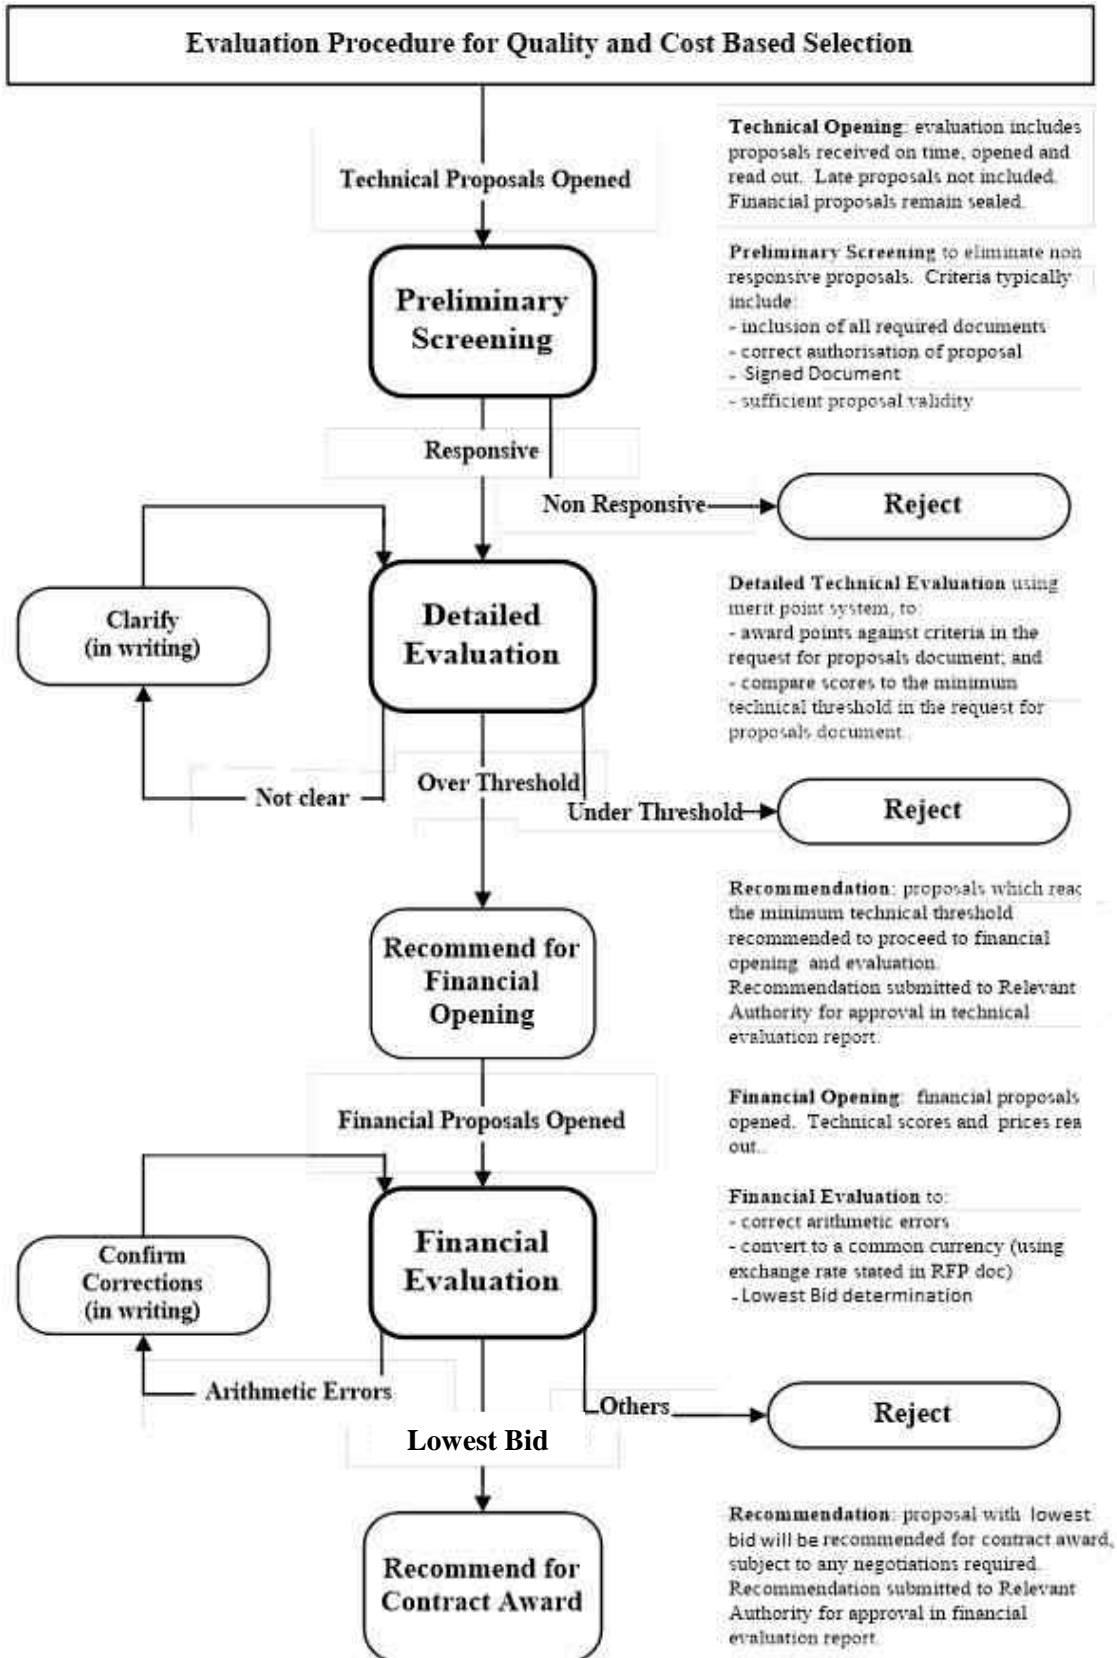 Evaluation Procedure for Quality and Cost Based Selection
Technical Proposals Opened
Technical Opening: evaluation includes
proposals received on time, opened and
read out. Late proposals not included.
Financial proposals remain sealed.
Preliminary
Screening
Preliminary Screening to eliminate non
responsive proposals. Criteria typically
include:
- inclusion of all required documents
- correct authorisation of proposal
- Signed Document
- sufficient proposal validity
Responsive
Non Responsive
Reject
Clarify
(in writing)
Detailed
Evaluation
Detailed Technical Evaluation using
merit point system, to:
- award points against criteria in the
request for proposals document; and
- compare scores to the minimum
technical threshold in the request for
proposals document.
Not clear
Over Threshold
Under Threshold
Reject
Recommend for
Financial
Opening
Recommendation: proposals which reac
the minimum technical threshold
recommended to proceed to financial
opening and evaluation.
Recommendation submitted to Relevant
Authority for approval in technical
evaluation report.
Financial Proposals Opened
Financial Opening: financial proposals
opened. Technical scores and prices rea
out..
Confirm
Corrections
(in writing)
Financial
Evaluation
Financial Evaluation to:
- correct arithmetic errors
- convert to a common currency (using
exchange rate stated in RFP doc)
- Lowest Bid determination
Arithmetic Errors
Lowest Bid
Others
Reject
Recommend for
Contract Award
Recommendation: proposal with lowest
bid will be recommended for contract award,
subject to any negotiations required.
Recommendation submitted to Relevant
Authority for approval in financial
evaluation report.